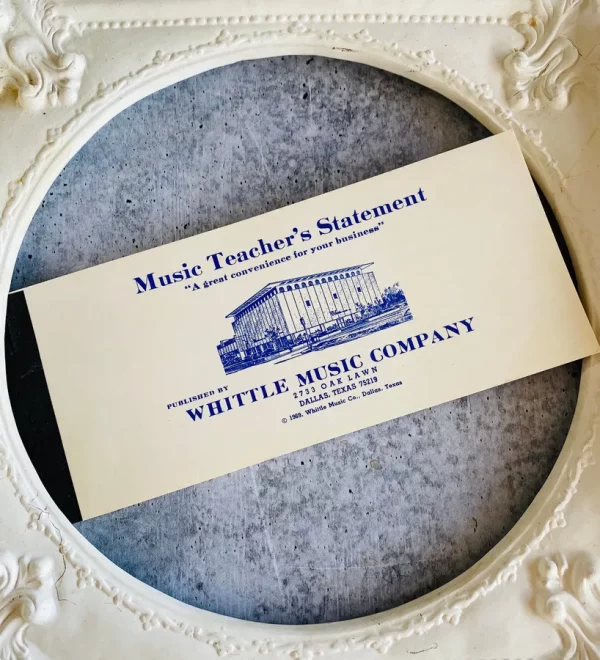 Music Teacher's Statement
"A great convenience for your business"
PUBLISHED BY
WHITTLE MUSIC COMPANY
2733 OAK LAWN
DALLAS, TEXAS 75219
© 1969, Whittle Music Co., Dallas, Texas